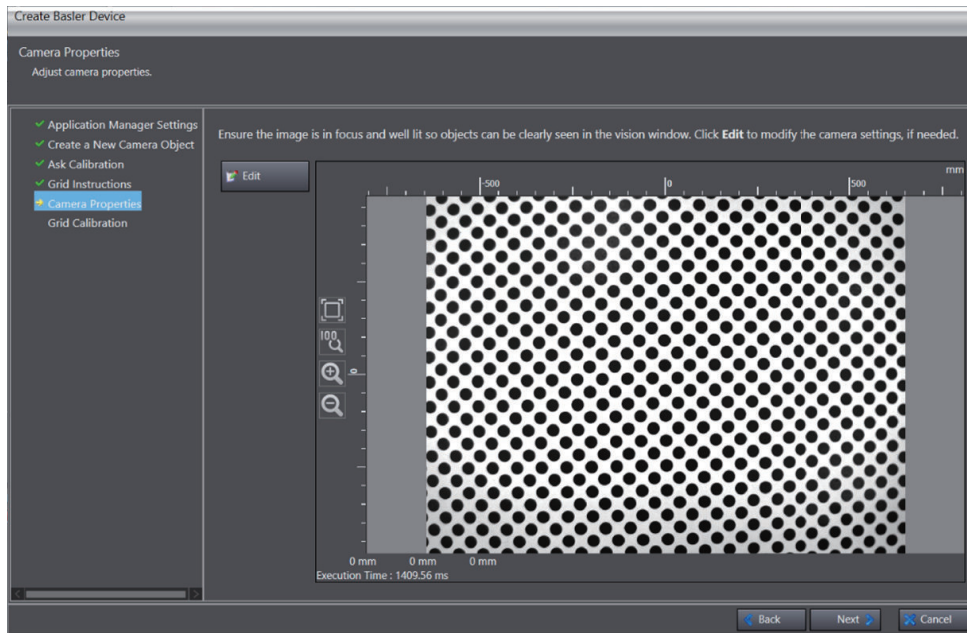 Create Basler Device
Camera Properties
Adjust camera properties.
Application Manager Settings
Create a New Camera Object
Ask Calibration
Grid Instructions
Camera Properties
Grid Calibration
Ensure the image is in focus and well lit so objects can be clearly seen in the vision window. Click Edit to modify the camera settings, if needed.
Edit
mm
-500
0
500
100
0
0 mm 0 mm 0 mm
Execution Time : 1409.56 ms
Back Next Cancel